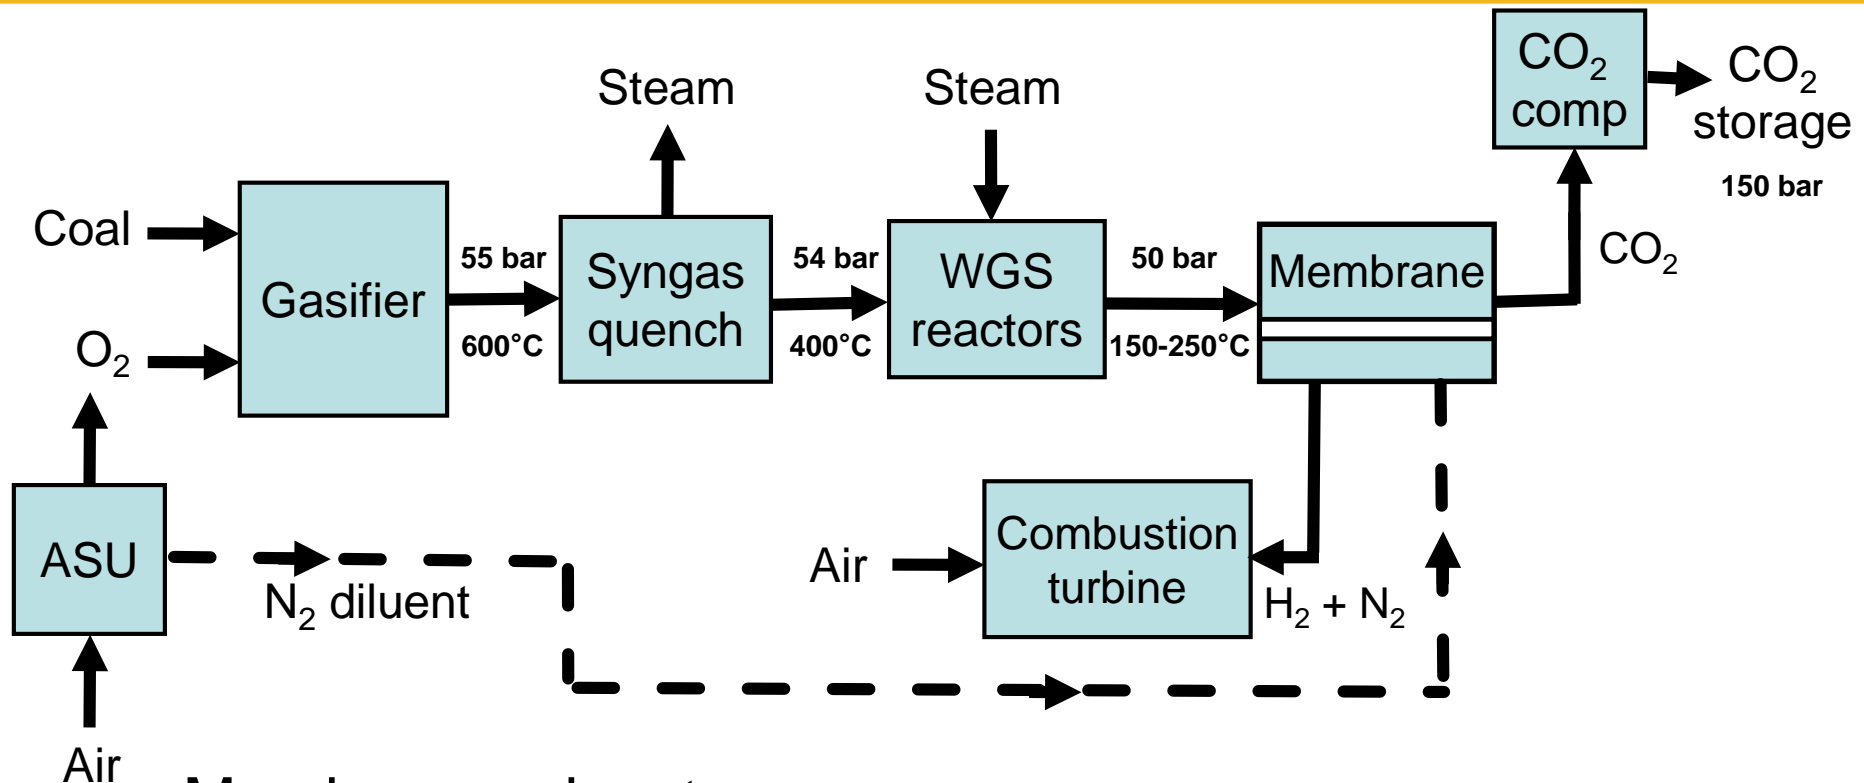 CO₂
comp
CO₂
storage
150 bar
Steam
Steam
Coal
O₂
Gasifier
55 bar
600°C
Syngas
quench
54 bar
400°C
WGS
reactors
50 bar
150-250°C
Membrane
CO₂
ASU
N₂ diluent
Air
Combustion
turbine
H₂ + N₂
Air